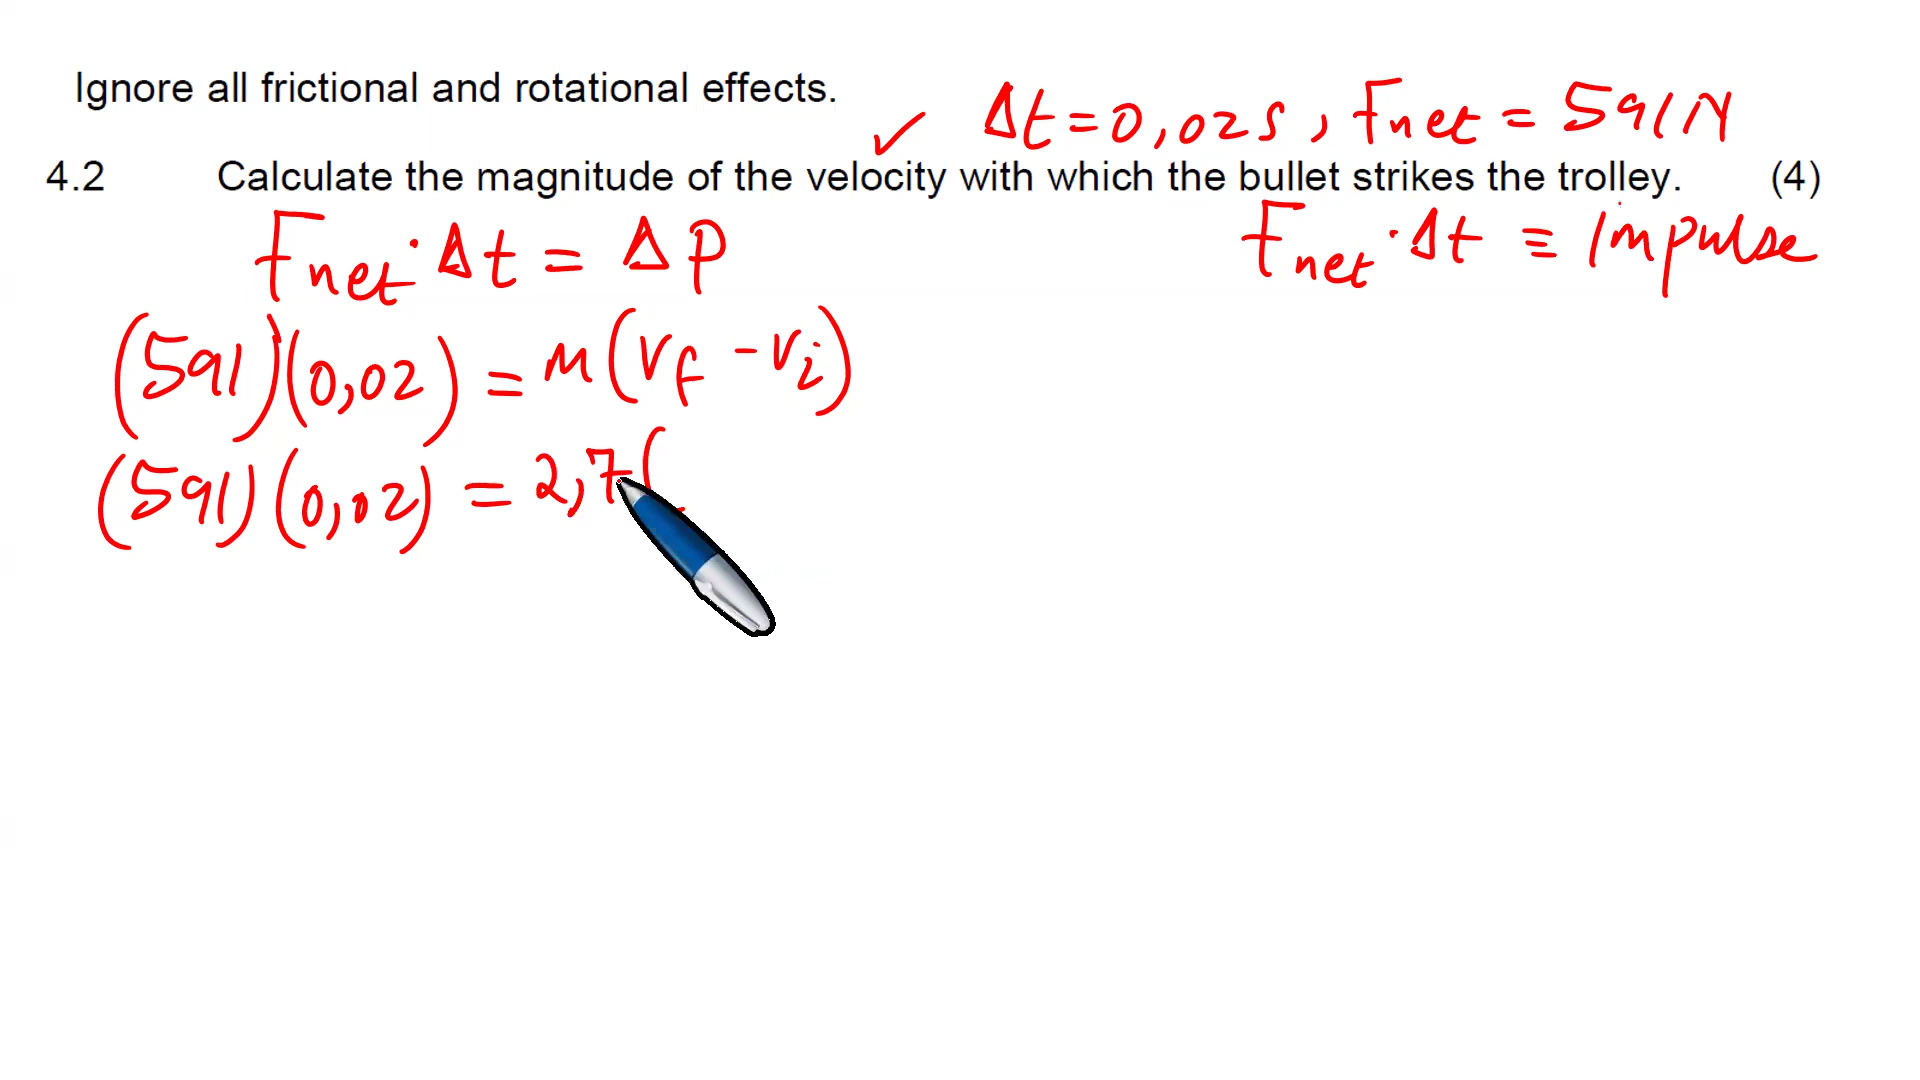 Ignore all frictional and rotational effects.
✓ Δt = 0,02s, Fnet = 591N
4.2 Calculate the magnitude of the velocity with which the bullet strikes the trolley. (4)
Fnet · Δt = Δp
Fnet · Δt ≡ Impulse
(591)(0,02) = m(vf - vi)
(591)(0,02) = 2,7(